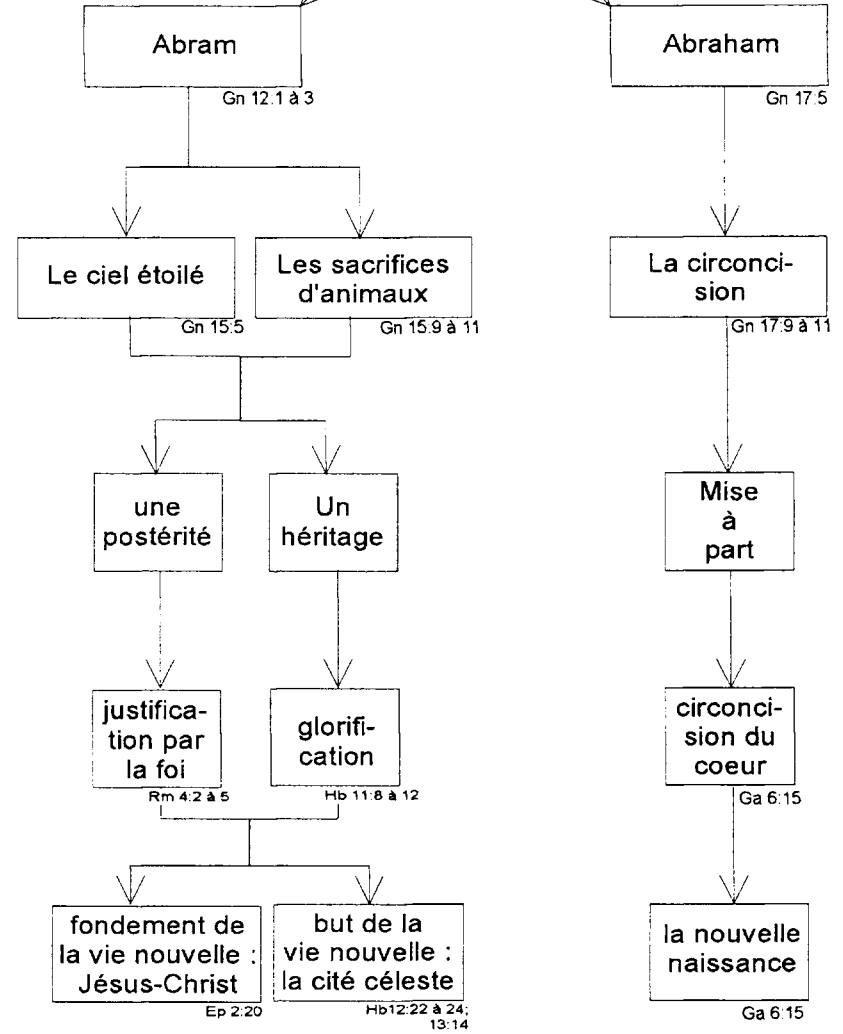 Abram
Abraham
Gn 12:1 à 3
Gn 17:5
Le ciel étoilé
Les sacrifices
d'animaux
La circonci-
sion
Gn 15:5
Gn 15:9 à 11
Gn 17:9 à 11
une
postérité
Un
héritage
Mise
à
part
justifica-
tion par
la foi
glorifi-
cation
circonci-
sion du
coeur
Rm 4:2 à 5
Hb 11:8 à 12
Ga 6:15
fondement de
la vie nouvelle :
Jésus-Christ
but de la
vie nouvelle :
la cité céleste
la nouvelle
naissance
Ep 2:20
Hb12:22 à 24;
13:14
Ga 6:15